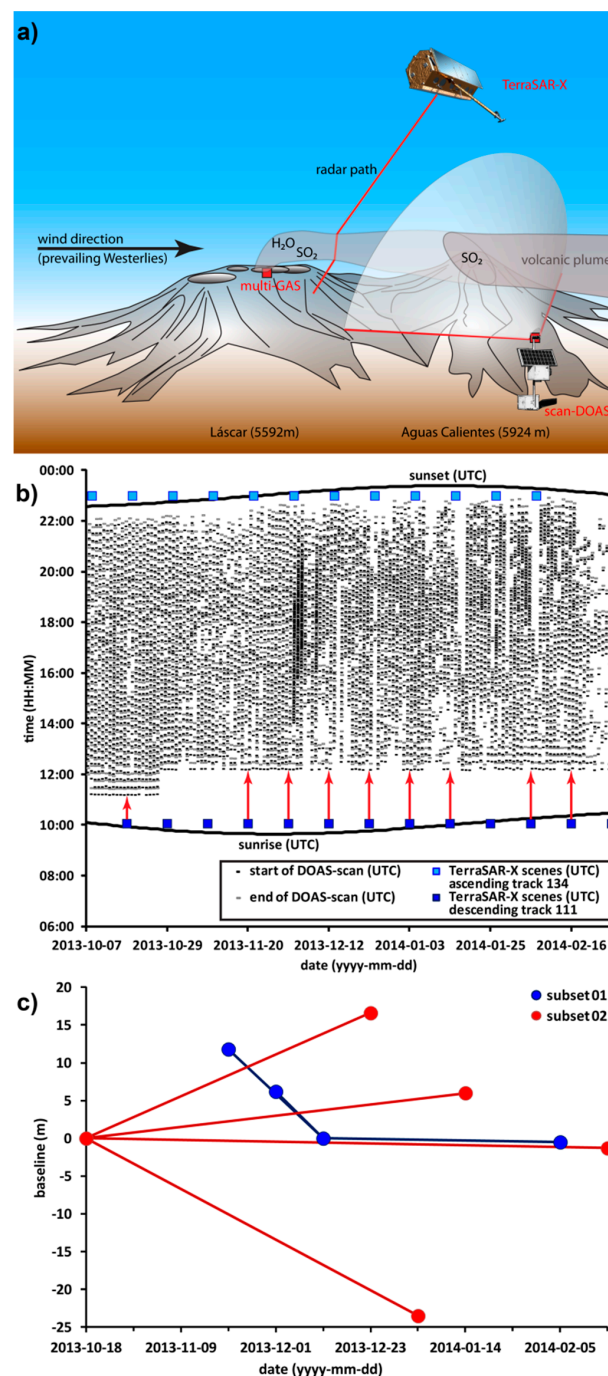 a)
TerraSAR-X
radar path
wind direction
(prevailing Westerlies)
H₂O
SO₂
multi-GAS
SO₂
volcanic plume
scan-DOAS
Láscar (5592m)
Aguas Calientes (5924 m)
b)
00:00
22:00
20:00
18:00
16:00
14:00
12:00
10:00
08:00
06:00
time (HH:MM)
sunset (UTC)
sunrise (UTC)
start of DOAS-scan (UTC)
end of DOAS-scan (UTC)
TerraSAR-X scenes (UTC)
ascending track 134
TerraSAR-X scenes (UTC)
descending track 111
2013-10-07 2013-10-29 2013-11-20 2013-12-12 2014-01-03 2014-01-25 2014-02-16
date (yyyy-mm-dd)
c)
20
15
10
5
0
-5
-10
-15
-20
-25
baseline (m)
subset 01
subset 02
2013-10-18 2013-11-09 2013-12-01 2013-12-23 2014-01-14 2014-02-05
date (yyyy-mm-dd)